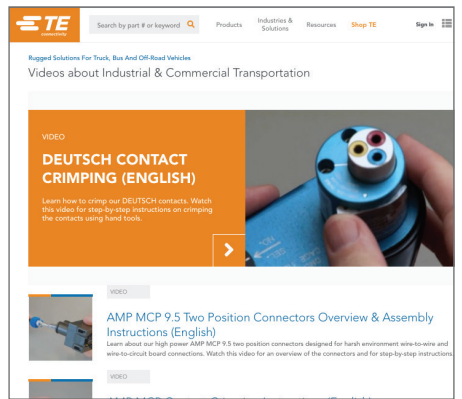 TE
connectivity
Search by part # or keyword
Products
Industries &
Solutions
Resources
Shop TE
Sign In
Rugged Solutions For Truck, Bus And Off-Road Vehicles
Videos about Industrial & Commercial Transportation
VIDEO
DEUTSCH CONTACT
CRIMPING (ENGLISH)
Learn how to crimp our DEUTSCH contacts. Watch
this video for step-by-step instructions on crimping
the contacts using hand tools.
VIDEO
AMP MCP 9.5 Two Position Connectors Overview & Assembly
Instructions (English)
Learn about our high power AMP MCP 9.5 two position connectors designed for harsh environment wire-to-wire and
wire-to-circuit board connections. Watch this video for an overview of the connectors and for step-by-step instructions.
VIDEO